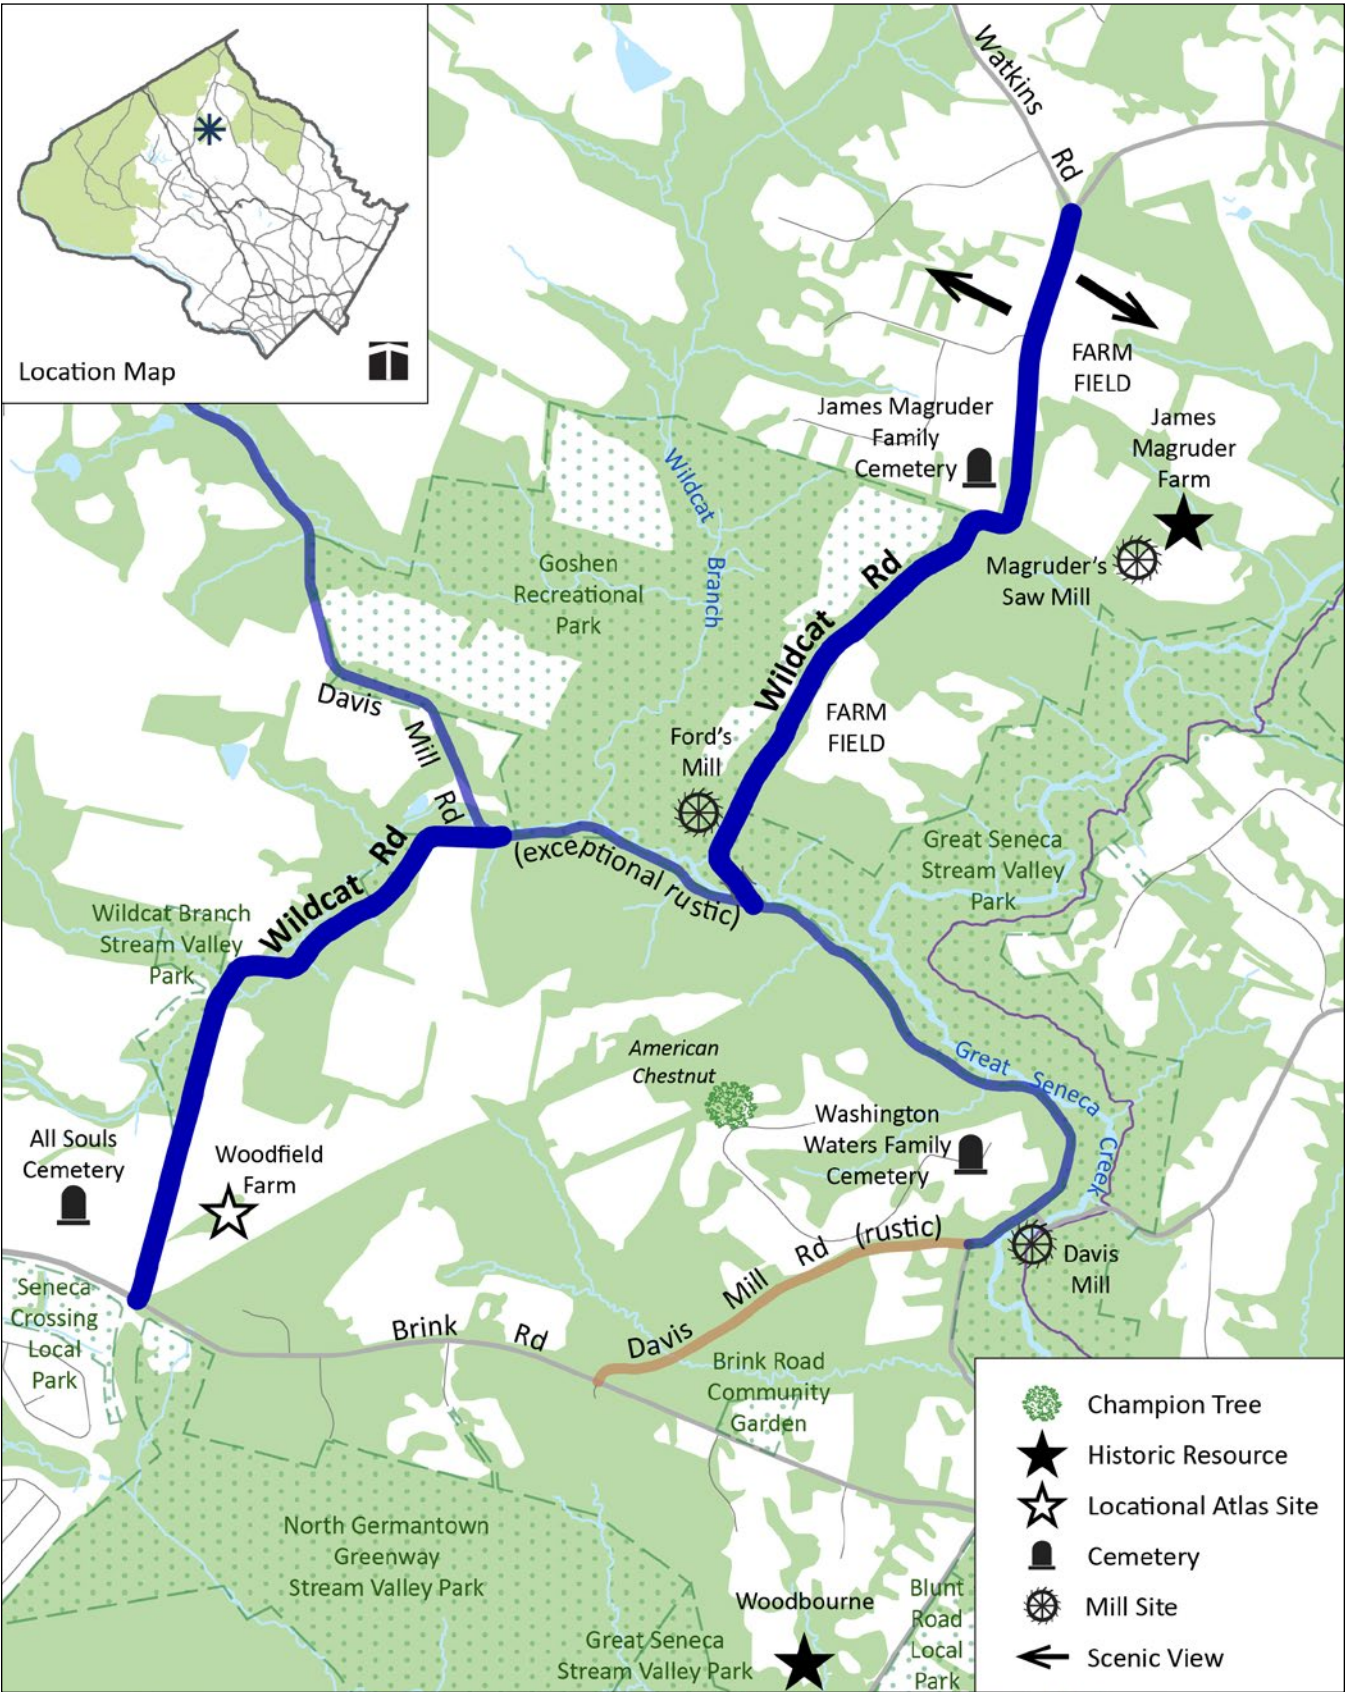 Location Map
Watkins
Rd
FARM
FIELD
James Magruder
Family
Cemetery
James
Magruder
Farm
Wildcat
Branch
Goshen
Recreational
Park
Magruder's
Saw Mill
Wildcat Rd
Davis
Mill
Rd
FARM
FIELD
Ford's
Mill
(exceptional rustic)
Great Seneca
Stream Valley
Park
Wildcat Rd
Wildcat Branch
Stream Valley
Park
American
Chestnut
Great Seneca
Creek
Washington
Waters Family
Cemetery
All Souls
Cemetery
Woodfield
Farm
Davis Mill Rd (rustic)
Davis
Mill
Seneca
Crossing
Local
Park
Brink Rd
Brink Road
Community
Garden
North Germantown
Greenway
Stream Valley Park
Woodbourne
Great Seneca
Stream Valley Park
Blunt
Road
Local
Park
Champion Tree
Historic Resource
Locational Atlas Site
Cemetery
Mill Site
Scenic View